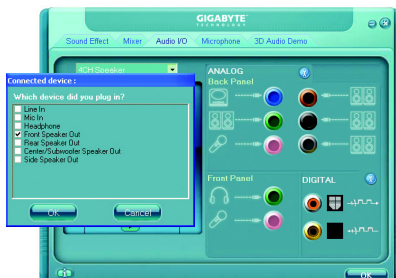 GIGABYTE
TECHNOLOGY
Sound Effect Mixer Audio I/O Microphone 3D Audio Demo
4CH Speaker
ANALOG
Back Panel
Connected device :
Which device did you plug in?
Line In
Mic In
Headphone
Front Speaker Out
Rear Speaker Out
Center/Subwoofer Speaker Out
Side Speaker Out
OK Cancel
Front Panel
DIGITAL
OK